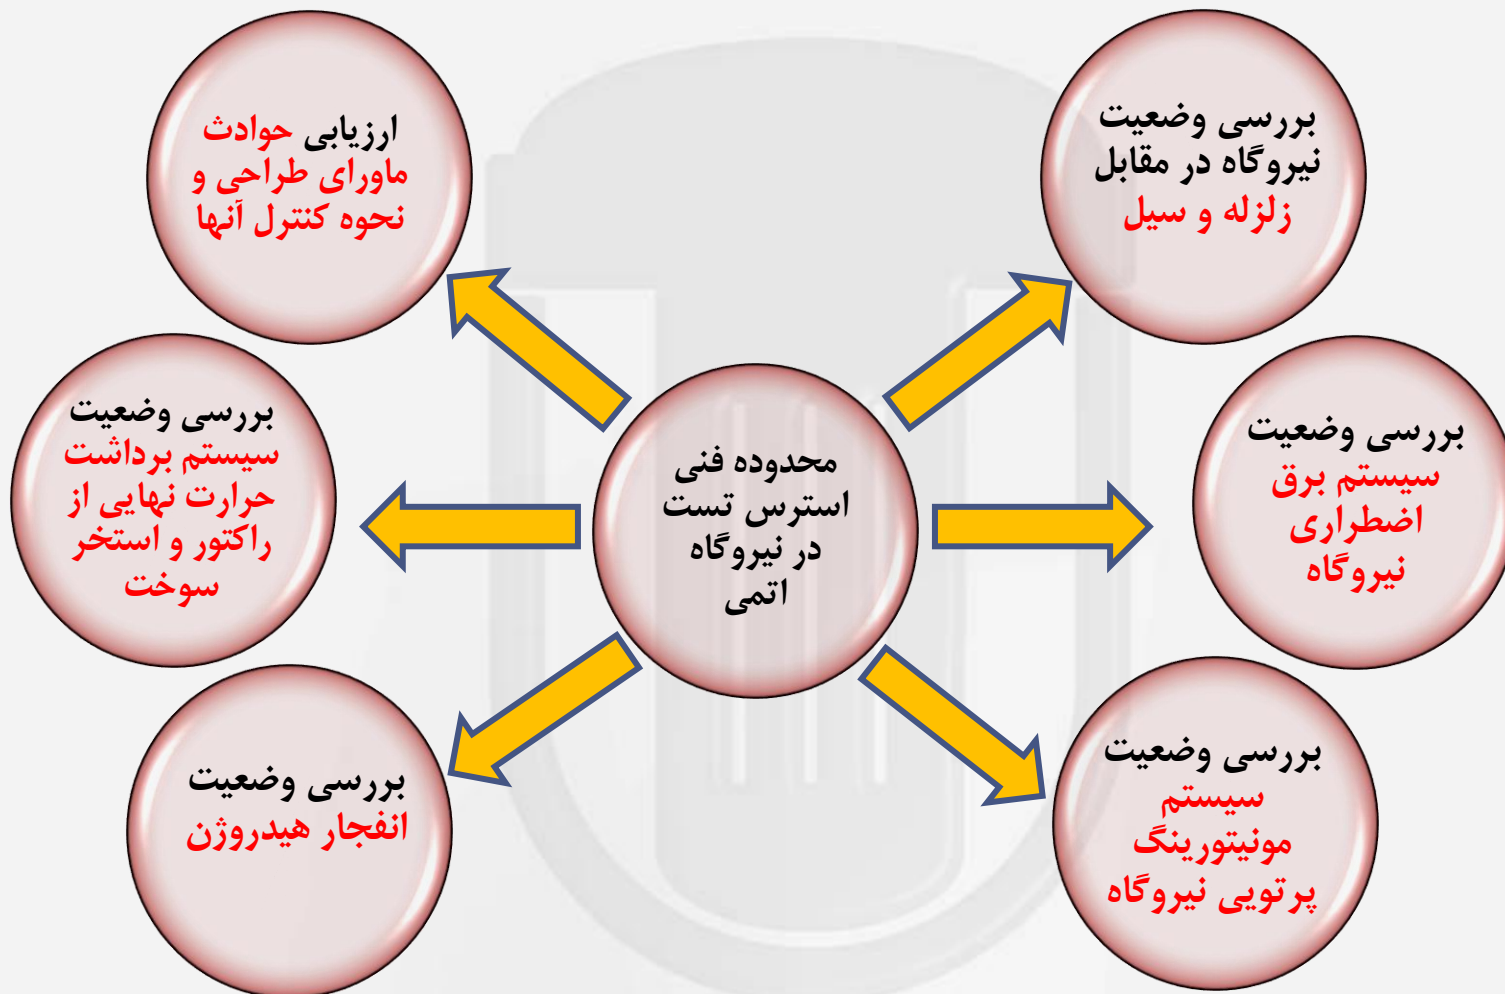 محدوده فنی
استرس تست
در نیروگاه
اتمی
بررسی وضعیت
نیروگاه در مقابل
زلزله و سیل
بررسی وضعیت
سیستم برق
اضطراری
نیروگاه
بررسی وضعیت
سیستم
مونیتورینگ
پرتویی نیروگاه
بررسی وضعیت
انفجار هیدروژن
بررسی وضعیت
سیستم برداشت
حرارت نهایی از
راکتور و استخر
سوخت
ارزیابی حوادث
ماورای طراحی و
نحوه کنترل آنها